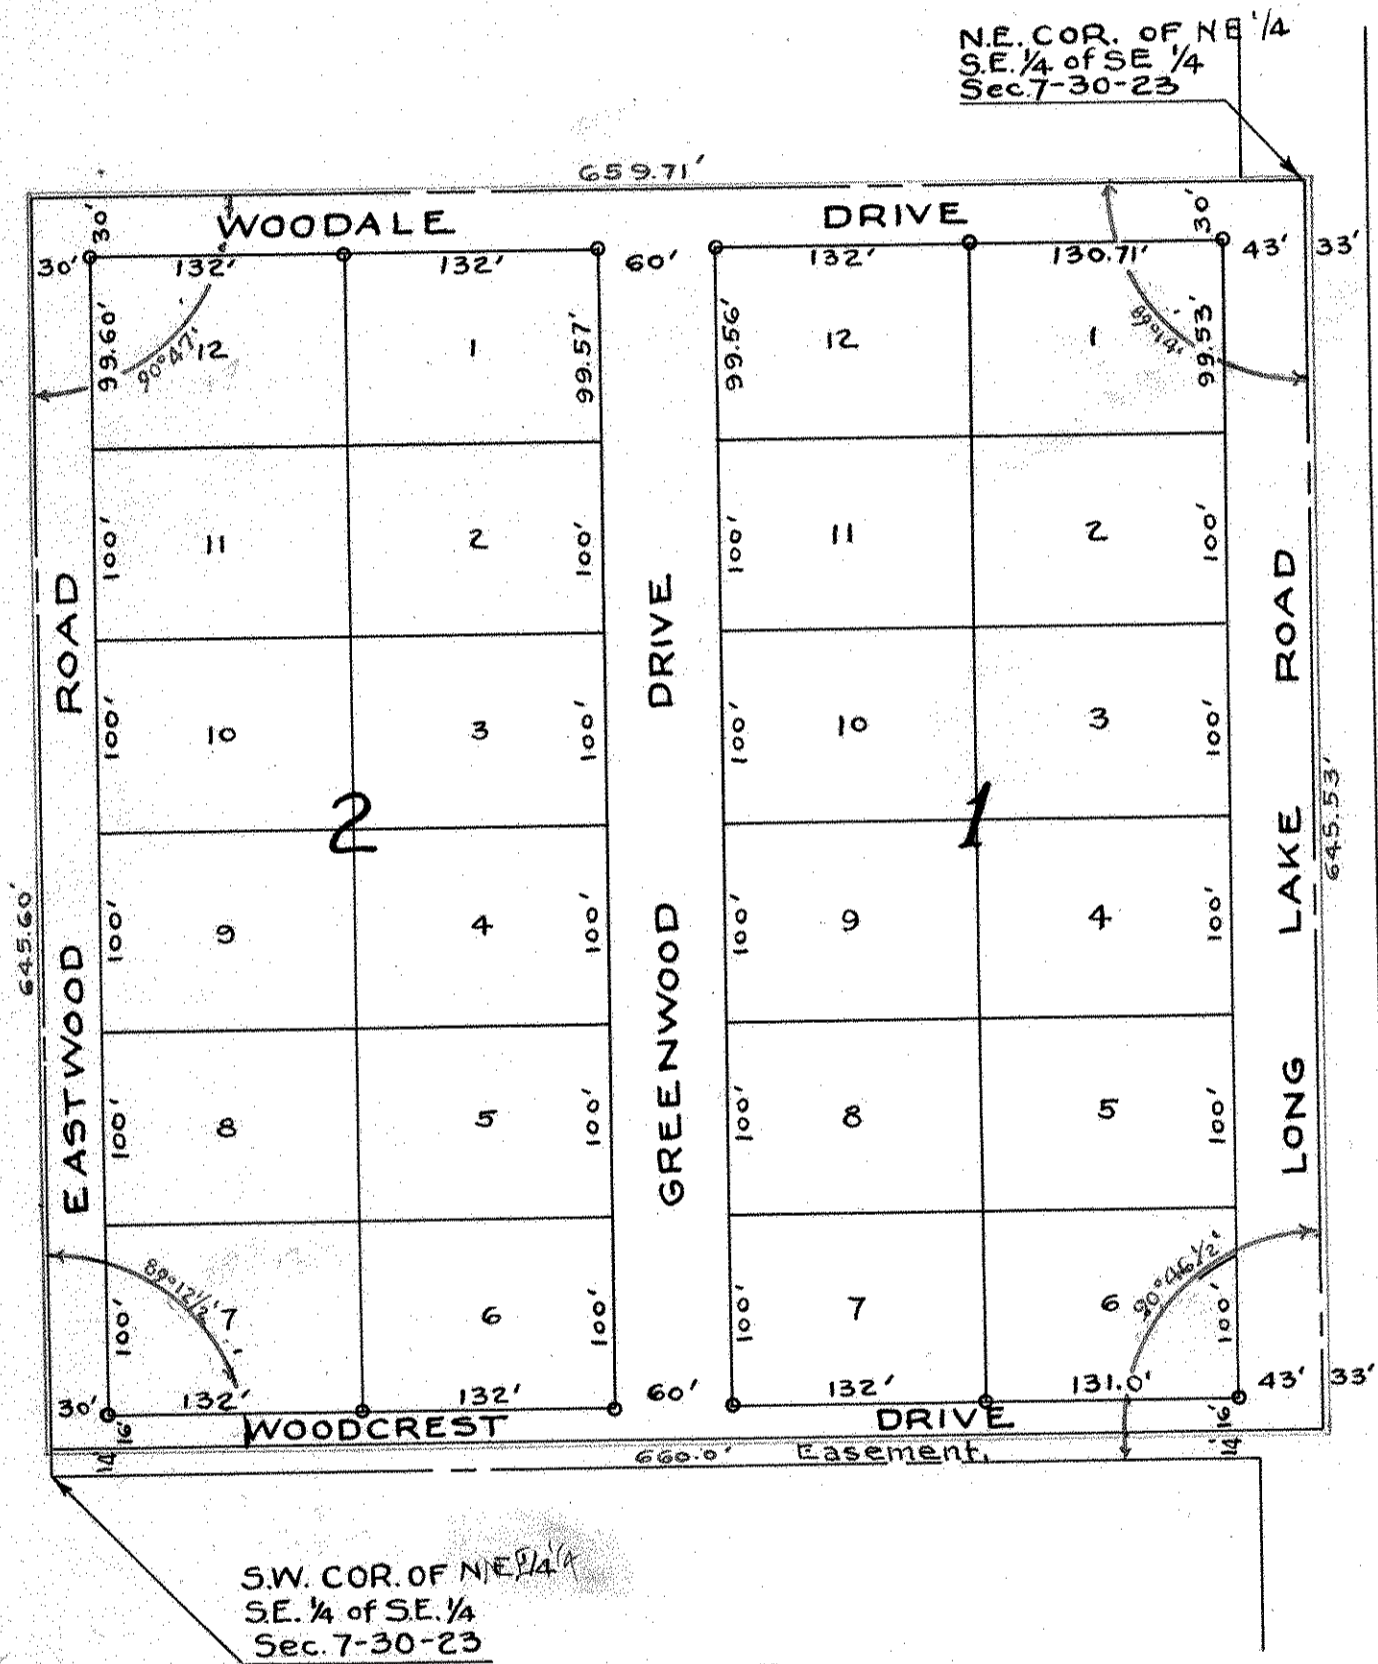 N.E. COR. OF NE 1/4
S.E. 1/4 of SE 1/4
Sec. 7-30-23
659.71'
WOODALE DRIVE
30' 30' 132' 132' 60' 132' 130.71' 30' 43' 33'
99.60' 90°47' 12 1 99.57' 99.56' 12 1 89°14' 99.53'
100' 11 2 100' 100' 11 2 100'
100' 10 3 100' 100' 10 3 100'
2 1
100' 9 4 100' 100' 9 4 100'
100' 8 5 100' 100' 8 5 100'
89°12 1/2' 90°46 1/2'
100' 7 6 100' 100' 7 6 100'
EASTWOOD ROAD
GREENWOOD DRIVE
LONG LAKE ROAD
645.60'
645.53'
30' 132' 132' 60' 132' 131.0' 43' 33'
16' WOODCREST DRIVE 16'
14' 660.0' Easement. 14'
S.W. COR. OF NE 1/4
S.E. 1/4 of S.E. 1/4
Sec. 7-30-23